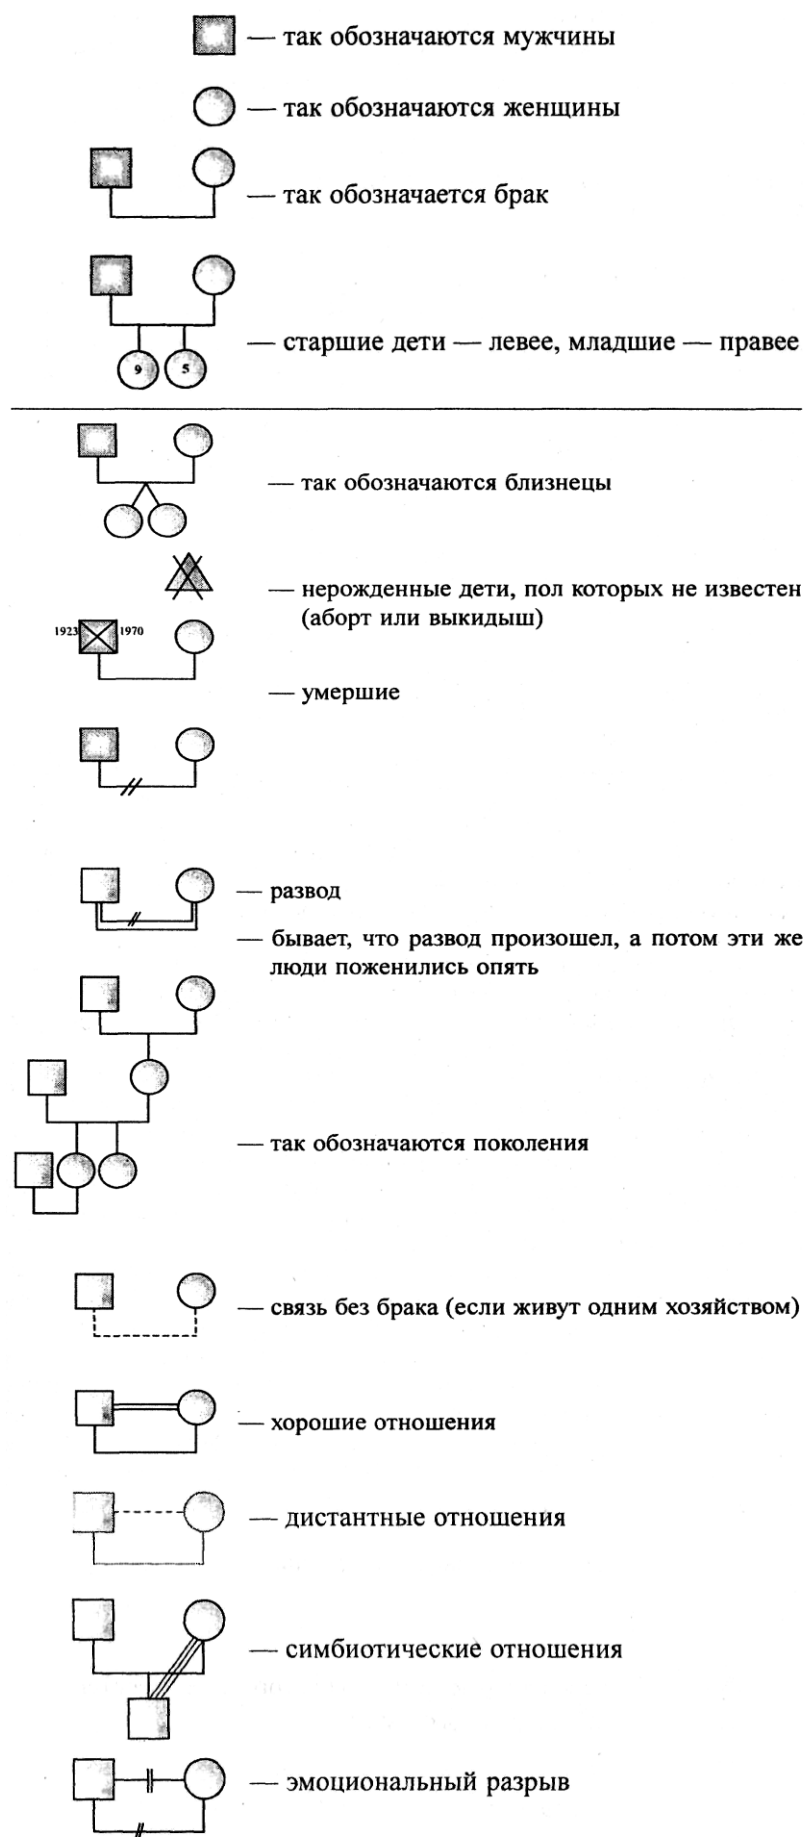 — так обозначаются мужчины
— так обозначаются женщины
— так обозначается брак
— старшие дети — левее, младшие — правее
9 5
— так обозначаются близнецы
— нерожденные дети, пол которых не известен
(аборт или выкидыш)
1923 1970
— умершие
— развод
— бывает, что развод произошел, а потом эти же
люди поженились опять
— так обозначаются поколения
— связь без брака (если живут одним хозяйством)
— хорошие отношения
— дистантные отношения
— симбиотические отношения
— эмоциональный разрыв